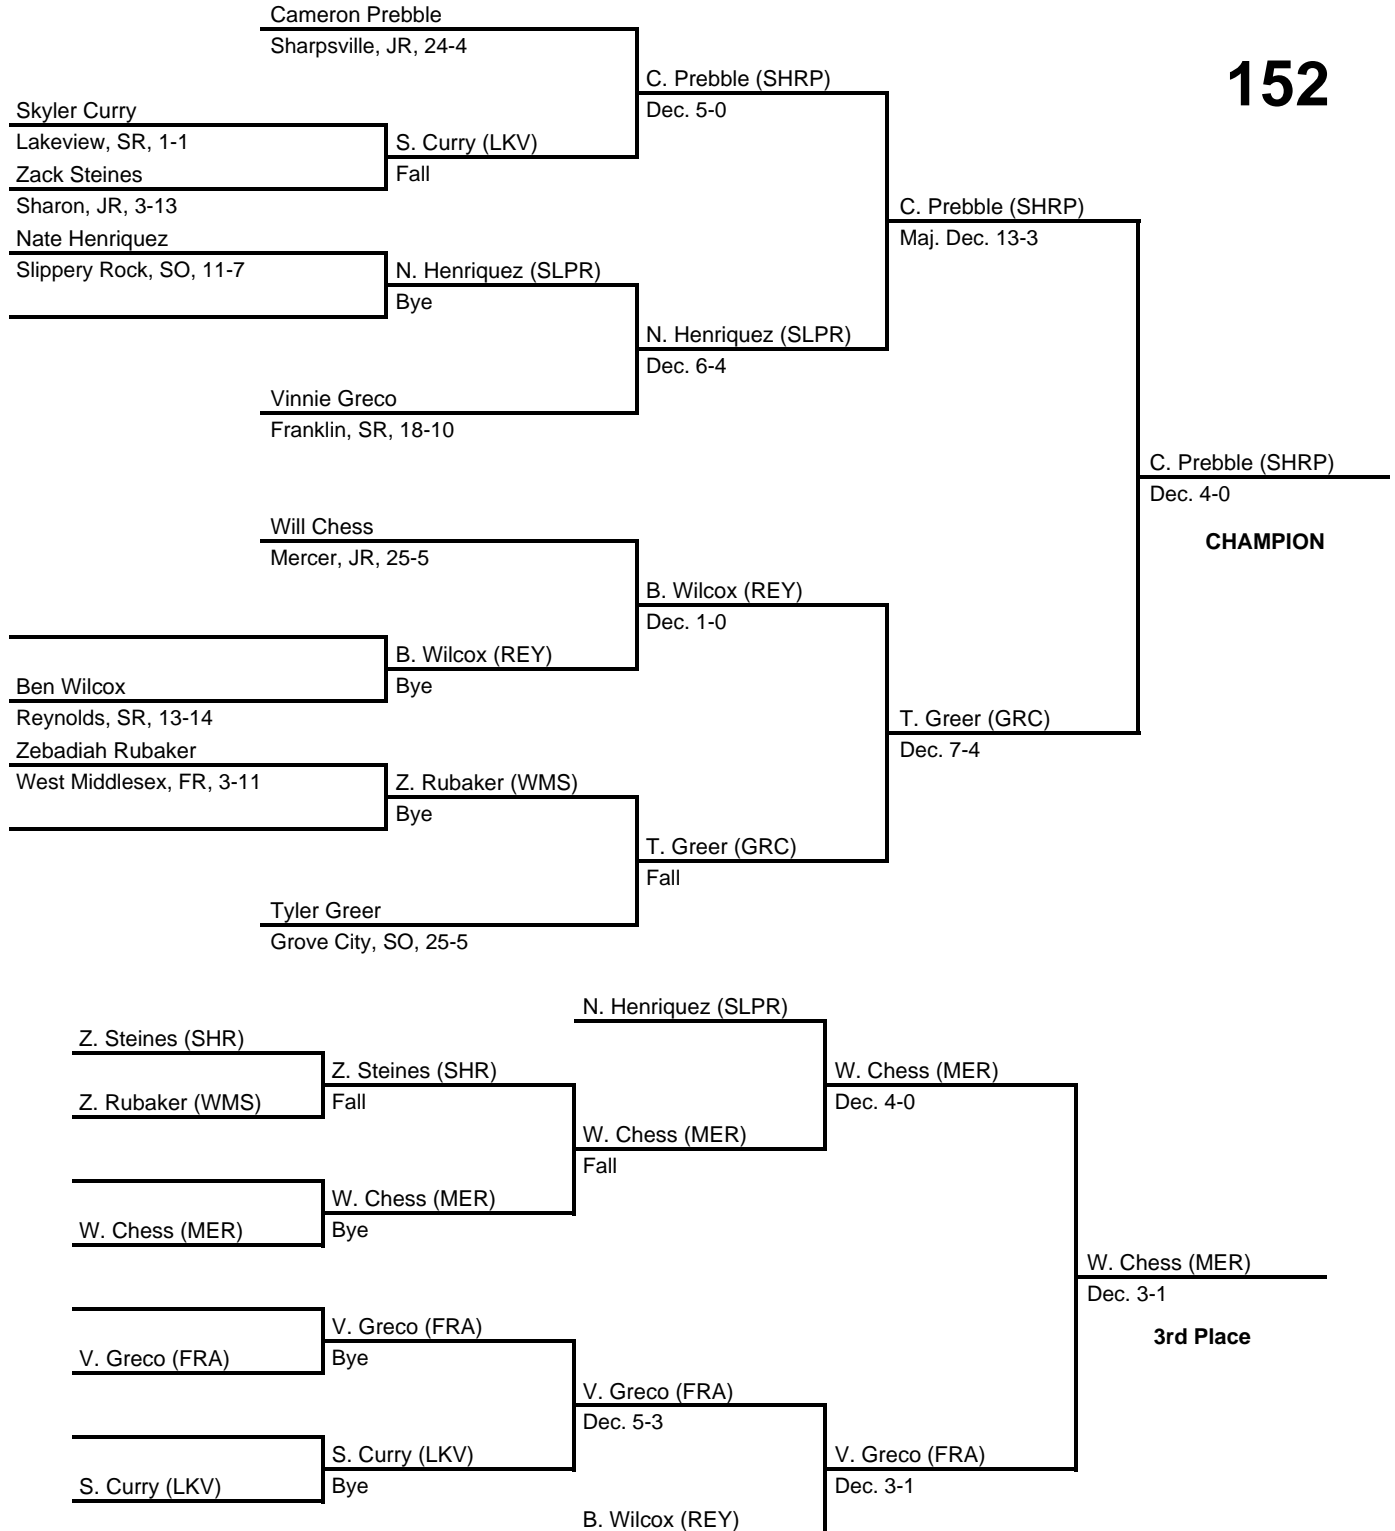 Cameron Prebble
Sharpsville, JR, 24-4
152
C. Prebble (SHRP)
Dec. 5-0
Skyler Curry
Lakeview, SR, 1-1
S. Curry (LKV)
Fall
Zack Steines
Sharon, JR, 3-13
C. Prebble (SHRP)
Maj. Dec. 13-3
Nate Henriquez
Slippery Rock, SO, 11-7
N. Henriquez (SLPR)
Bye
N. Henriquez (SLPR)
Dec. 6-4
Vinnie Greco
Franklin, SR, 18-10
C. Prebble (SHRP)
Dec. 4-0
CHAMPION
Will Chess
Mercer, JR, 25-5
B. Wilcox (REY)
Dec. 1-0
B. Wilcox (REY)
Bye
Ben Wilcox
Reynolds, SR, 13-14
T. Greer (GRC)
Dec. 7-4
Zebadiah Rubaker
West Middlesex, FR, 3-11
Z. Rubaker (WMS)
Bye
T. Greer (GRC)
Fall
Tyler Greer
Grove City, SO, 25-5
N. Henriquez (SLPR)
Z. Steines (SHR)
Z. Steines (SHR)
Fall
W. Chess (MER)
Dec. 4-0
Z. Rubaker (WMS)
W. Chess (MER)
Fall
W. Chess (MER)
Bye
W. Chess (MER)
W. Chess (MER)
Dec. 3-1
3rd Place
V. Greco (FRA)
Bye
V. Greco (FRA)
V. Greco (FRA)
Dec. 5-3
S. Curry (LKV)
Bye
V. Greco (FRA)
Dec. 3-1
S. Curry (LKV)
B. Wilcox (REY)